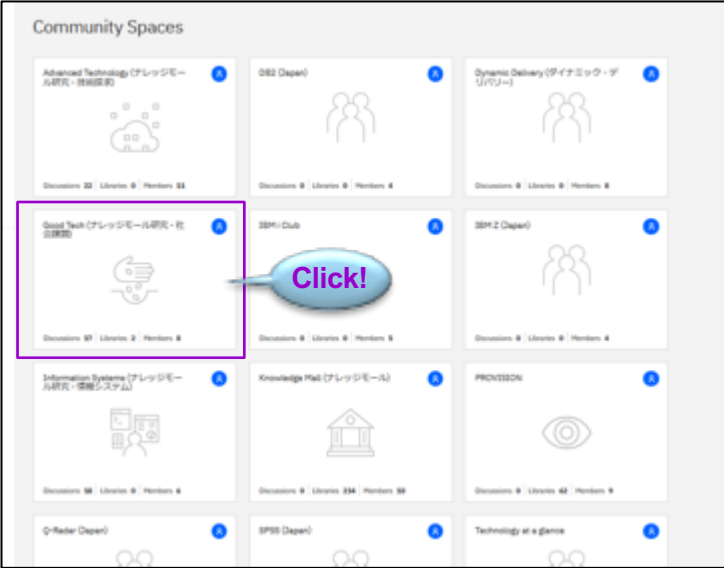 Community Spaces
Advanced Technology (ナレッジモー
ル研究・技術探求)
Discussions 22 | Libraries 0 | Members 11
DB2 (Japan)
Discussions 0 | Libraries 0 | Members 4
Dynamic Delivery (ダイナミック・デ
リバリー)
Discussions 0 | Libraries 0 | Members 8
Good Tech (ナレッジモール研究・社
会課題)
Discussions 17 | Libraries 2 | Members 8
IBM i Club
Discussions 0 | Libraries 0 | Members 5
IBM Z (Japan)
Discussions 0 | Libraries 0 | Members 4
Click!
Information Systems (ナレッジモー
ル研究・情報システム)
Discussions 18 | Libraries 0 | Members 6
Knowledge Mall (ナレッジモール)
Discussions 0 | Libraries 234 | Members 10
PROVISION
Discussions 0 | Libraries 62 | Members 9
Q-Radar (Japan)
SPSS (Japan)
Technology at a glance